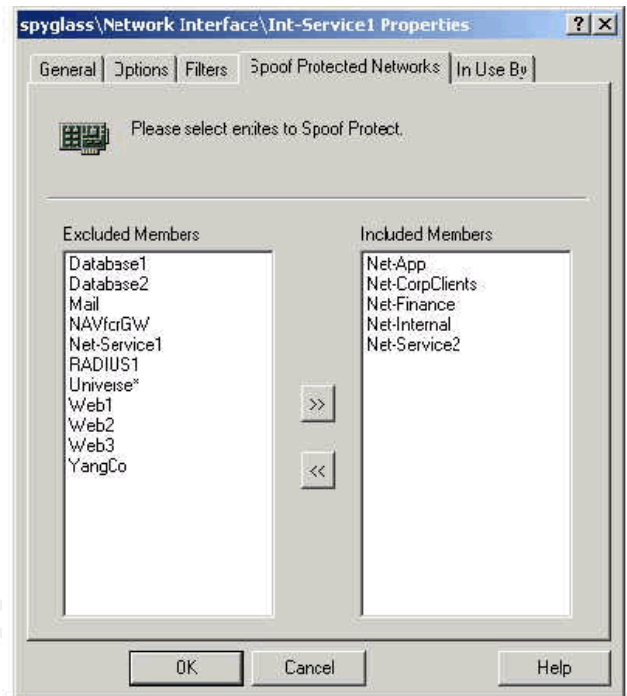 spyglass\Network Interface\Int-Service1 Properties
General Options Filters Spoof Protected Networks In Use By
Please select entites to Spoof Protect.
Excluded Members
Database1
Database2
Mail
NAVforGW
Net-Service1
RADIUS1
Universe*
Web1
Web2
Web3
YangCo
>>
<<
Included Members
Net-App
Net-CorpClients
Net-Finance
Net-Internal
Net-Service2
OK Cancel Help